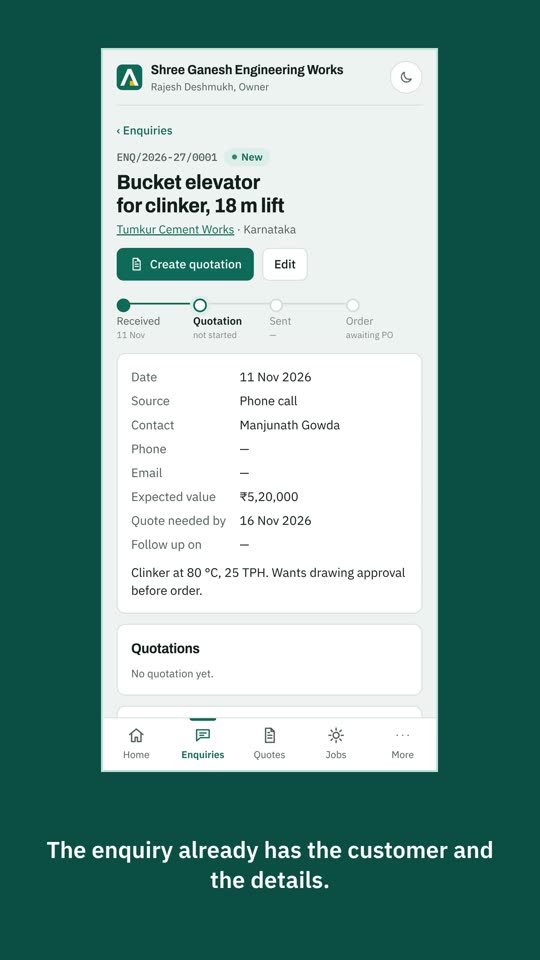 Shree Ganesh Engineering Works
Rajesh Deshmukh, Owner
‹ Enquiries
ENQ/2026-27/0001 New
Bucket elevator
for clinker, 18 m lift
Tumkur Cement Works · Karnataka
Create quotation Edit
Received Quotation Sent Order
11 Nov not started — awaiting PO
Date 11 Nov 2026
Source Phone call
Contact Manjunath Gowda
Phone —
Email —
Expected value ₹5,20,000
Quote needed by 16 Nov 2026
Follow up on —
Clinker at 80 °C, 25 TPH. Wants drawing approval
before order.
Quotations
No quotation yet.
Home Enquiries Quotes Jobs More
The enquiry already has the customer and
the details.